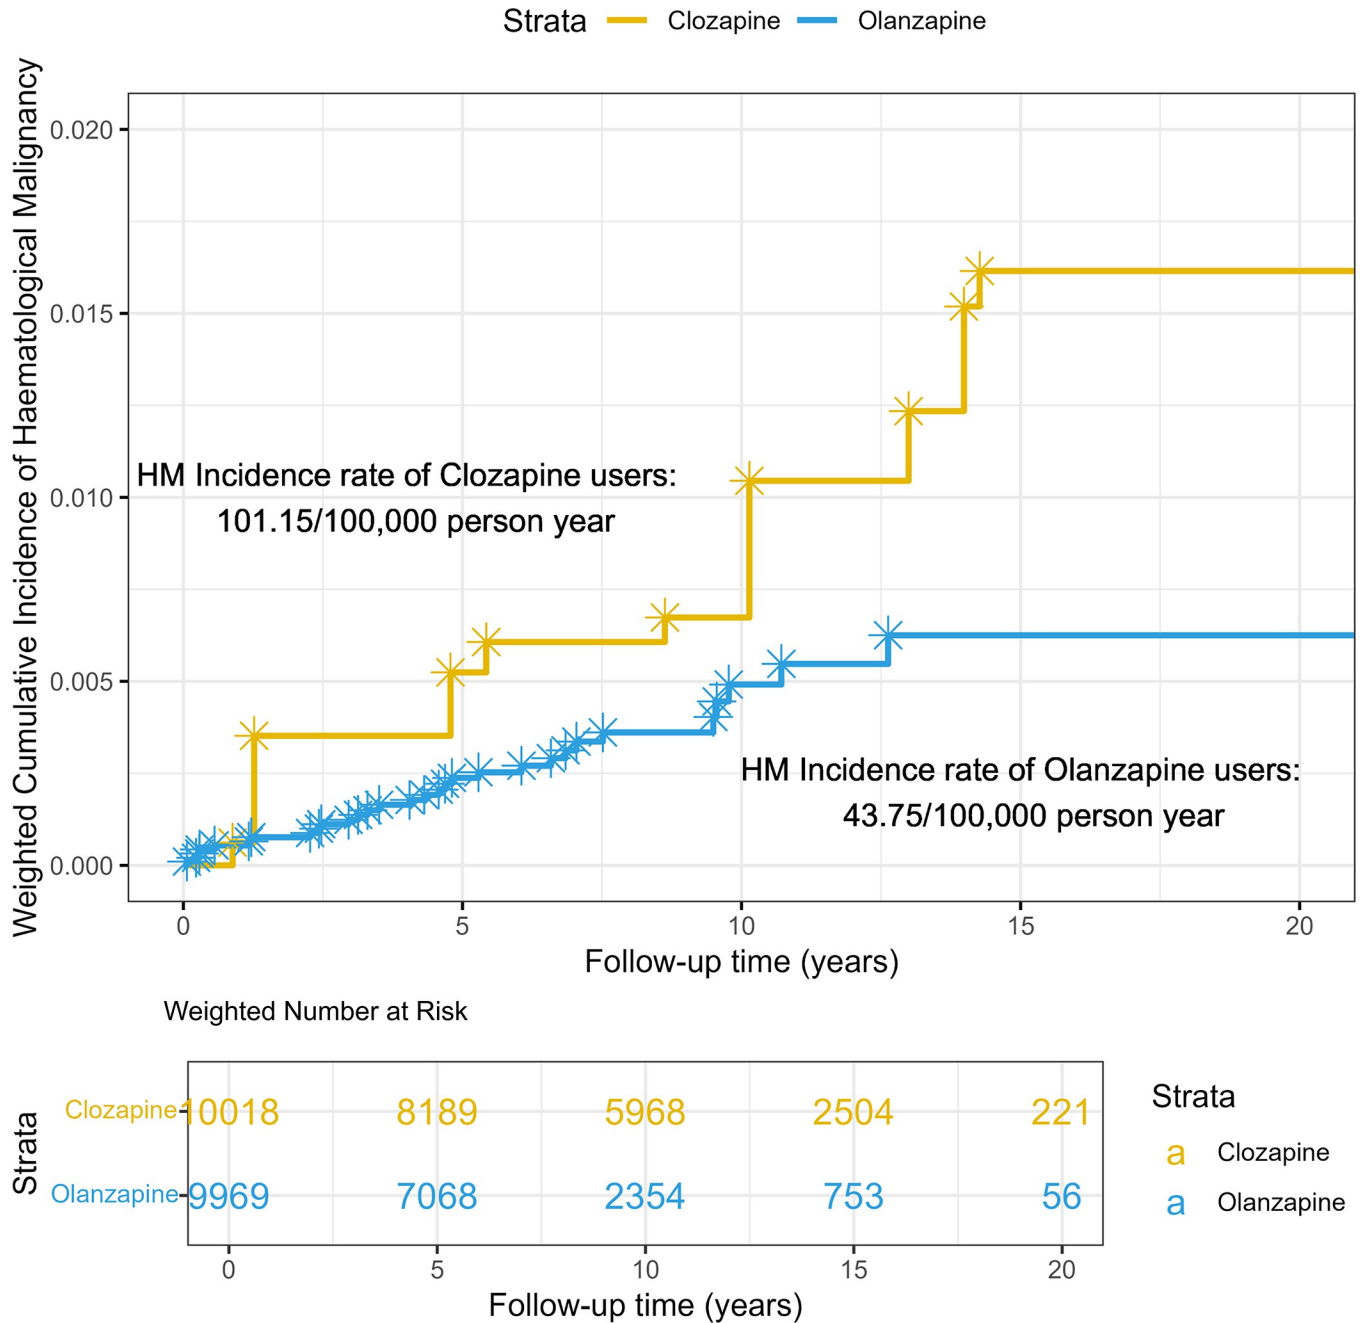 Strata Clozapine Olanzapine
Weighted Cumulative Incidence of Haematological Malignancy
0.020
0.015
0.010
0.005
0.000
HM Incidence rate of Clozapine users:
101.15/100,000 person year
HM Incidence rate of Olanzapine users:
43.75/100,000 person year
0 5 10 15 20
Follow-up time (years)
Weighted Number at Risk
Strata
Clozapine 10018 8189 5968 2504 221
Olanzapine 9969 7068 2354 753 56
0 5 10 15 20
Follow-up time (years)
Strata
a Clozapine
a Olanzapine